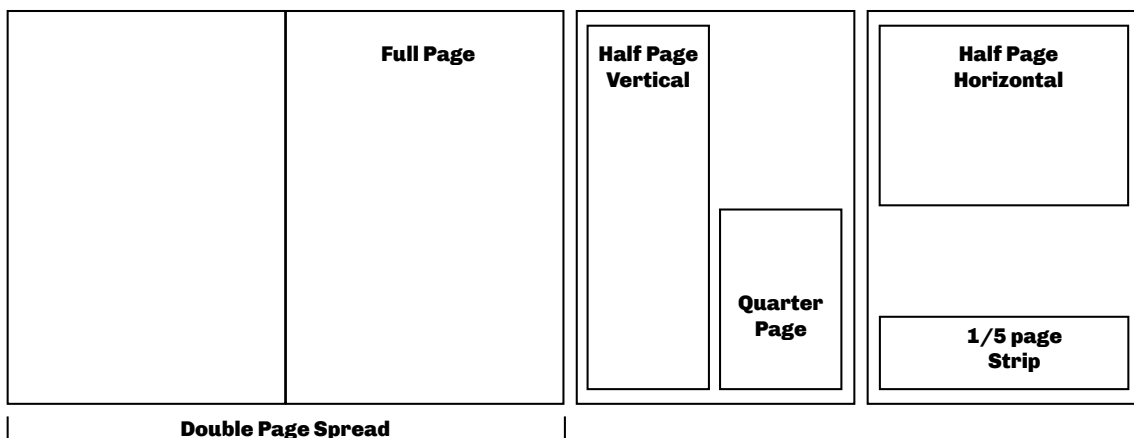 Full Page
Half Page
Vertical
Quarter
Page
Half Page
Horizontal
1/5 page
Strip
Double Page Spread